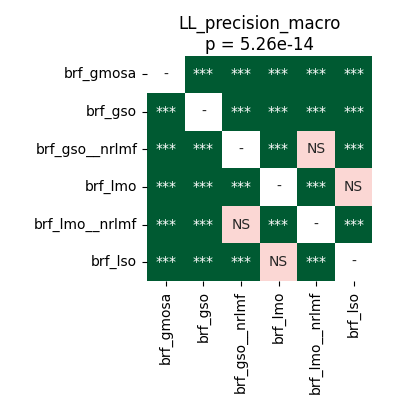 LL_precision_macro
p = 5.26e-14
brf_gmosa - *** *** *** *** ***
brf_gso *** - *** *** *** ***
brf_gso__nrlmf *** *** - *** NS ***
brf_lmo *** *** *** - *** NS
brf_lmo__nrlmf *** *** NS *** - ***
brf_lso *** *** *** NS *** -
brf_gmosa
brf_gso
brf_gso__nrlmf
brf_lmo
brf_lmo__nrlmf
brf_lso